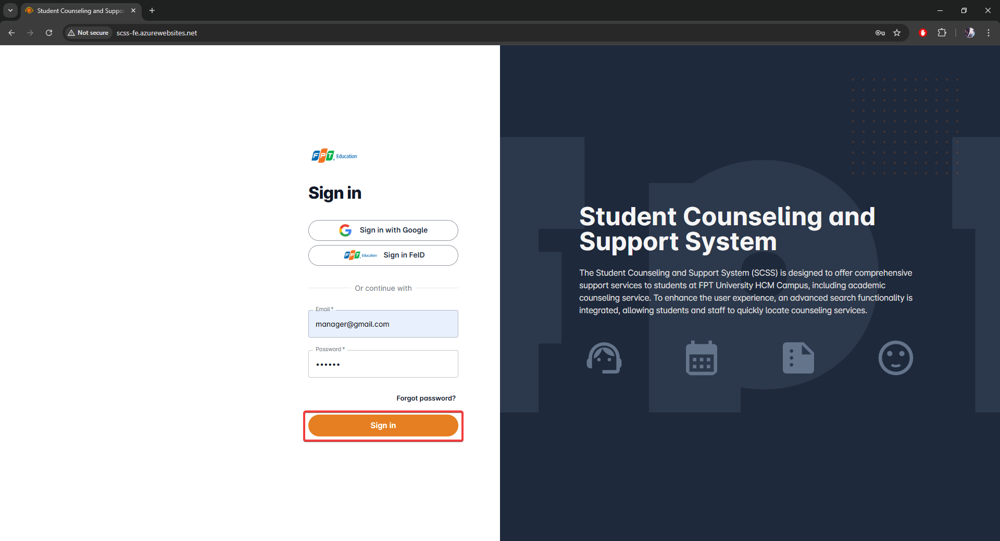 Student Counseling and Suppo
Not secure
scss-fe.azurewebsites.net
FPT Education
Sign in
Sign in with Google
FPT Education Sign in FeID
Or continue with
Email *
manager@gmail.com
Password *
••••••
Forgot password?
Sign in
Student Counseling and
Support System
The Student Counseling and Support System (SCSS) is designed to offer comprehensive
support services to students at FPT University HCM Campus, including academic
counseling service. To enhance the user experience, an advanced search functionality is
integrated, allowing students and staff to quickly locate counseling services.